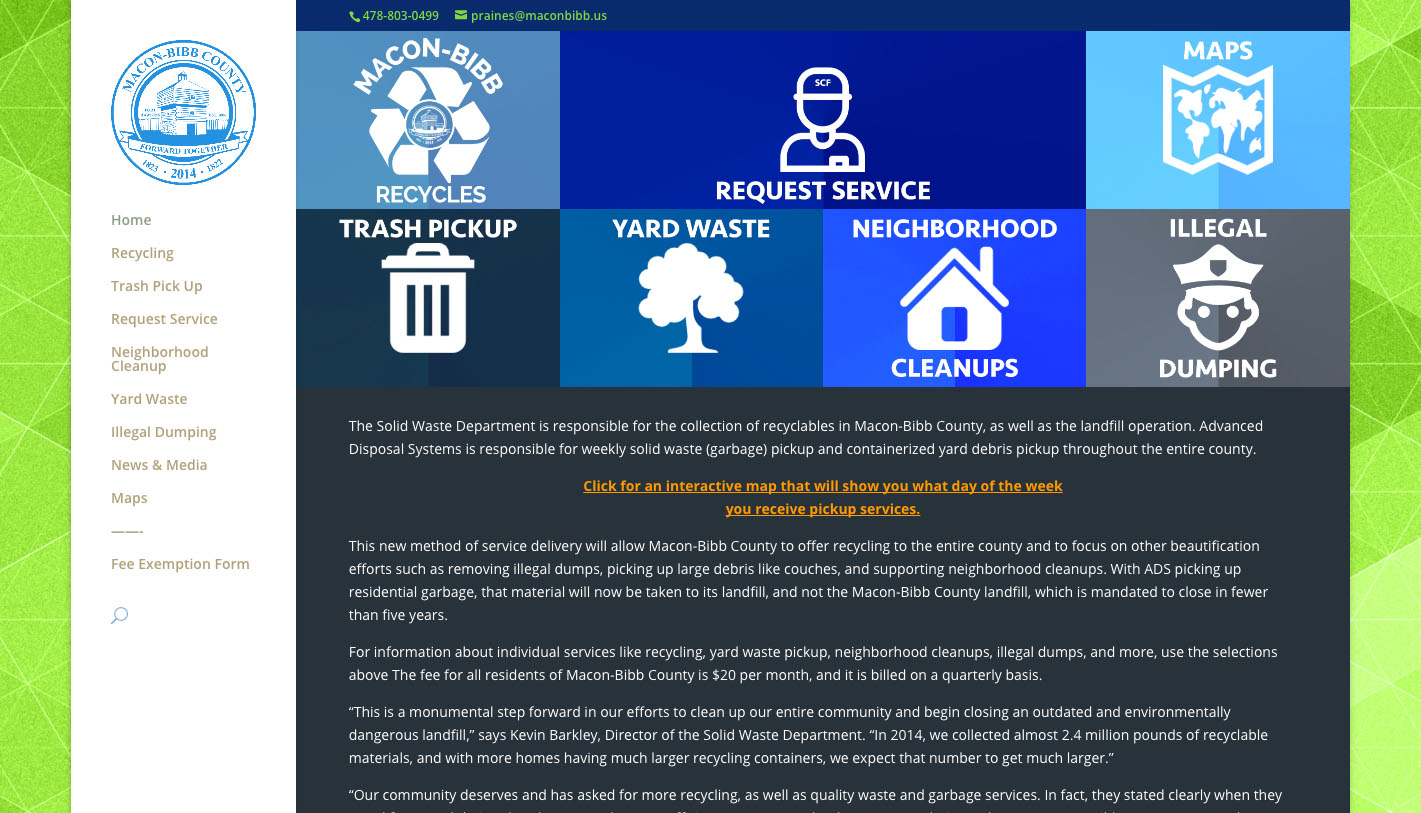 478-803-0499 praines@maconbibb.us
MACON-BIBB COUNTY
FORWARD TOGETHER
1823 · 2014 · 1822
Home
Recycling
Trash Pick Up
Request Service
Neighborhood
Cleanup
Yard Waste
Illegal Dumping
News & Media
Maps
——-
Fee Exemption Form
MACON-BIBB
RECYCLES
SCF
REQUEST SERVICE
MAPS
TRASH PICKUP
YARD WASTE
NEIGHBORHOOD
CLEANUPS
ILLEGAL
DUMPING
The Solid Waste Department is responsible for the collection of recyclables in Macon-Bibb County, as well as the landfill operation. Advanced
Disposal Systems is responsible for weekly solid waste (garbage) pickup and containerized yard debris pickup throughout the entire county.
Click for an interactive map that will show you what day of the week
you receive pickup services.
This new method of service delivery will allow Macon-Bibb County to offer recycling to the entire county and to focus on other beautification
efforts such as removing illegal dumps, picking up large debris like couches, and supporting neighborhood cleanups. With ADS picking up
residential garbage, that material will now be taken to its landfill, and not the Macon-Bibb County landfill, which is mandated to close in fewer
than five years.
For information about individual services like recycling, yard waste pickup, neighborhood cleanups, illegal dumps, and more, use the selections
above The fee for all residents of Macon-Bibb County is $20 per month, and it is billed on a quarterly basis.
“This is a monumental step forward in our efforts to clean up our entire community and begin closing an outdated and environmentally
dangerous landfill,” says Kevin Barkley, Director of the Solid Waste Department. “In 2014, we collected almost 2.4 million pounds of recyclable
materials, and with more homes having much larger recycling containers, we expect that number to get much larger.”
“Our community deserves and has asked for more recycling, as well as quality waste and garbage services. In fact, they stated clearly when they